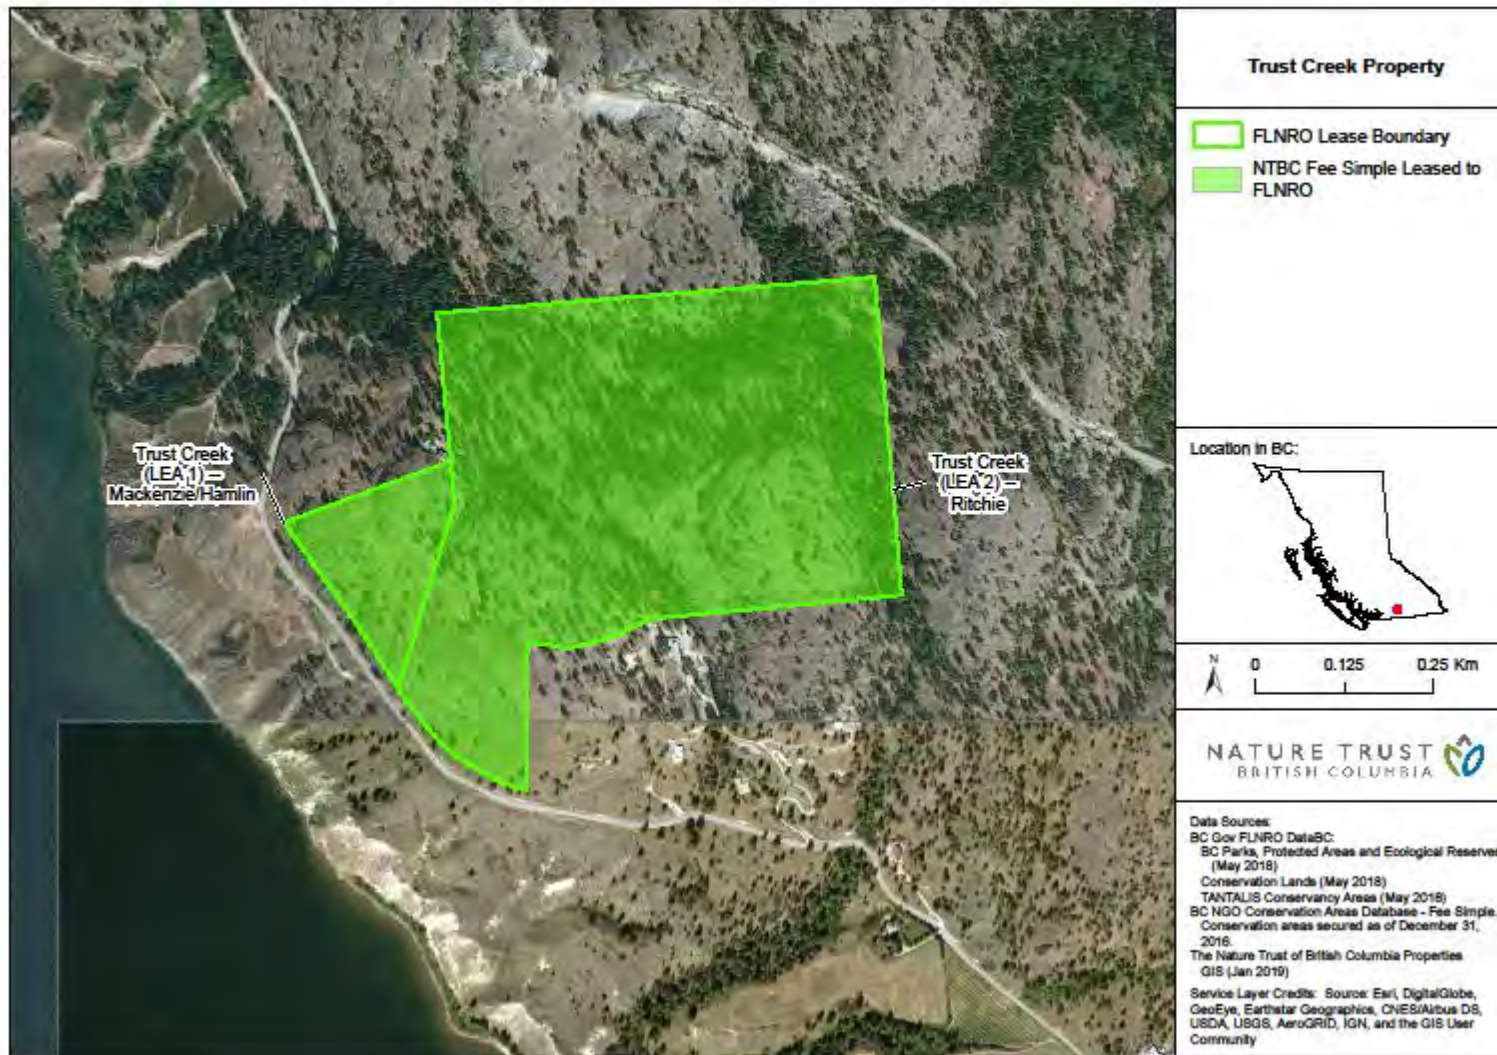 Trust Creek Property
FLNRO Lease Boundary
NTBC Fee Simple Leased to
FLNRO
Trust Creek
(LEA 1) –
Mackenzie/Hamlin
Trust Creek
(LEA 2) –
Ritchie
Location in BC:
N
0 0.125 0.25 Km
NATURE TRUST
BRITISH COLUMBIA
Data Sources:
BC Gov FLNRO DataBC:
BC Parks, Protected Areas and Ecological Reserves
(May 2018)
Conservation Lands (May 2018)
TANTALIS Conservancy Areas (May 2018)
BC NGO Conservation Areas Database - Fee Simple.
Conservation areas secured as of December 31,
2016.
The Nature Trust of British Columbia Properties
GIS (Jan 2019)
Service Layer Credits: Source: Esri, DigitalGlobe,
GeoEye, Earthstar Geographics, CNES/Airbus DS,
USDA, USGS, AeroGRID, IGN, and the GIS User
Community